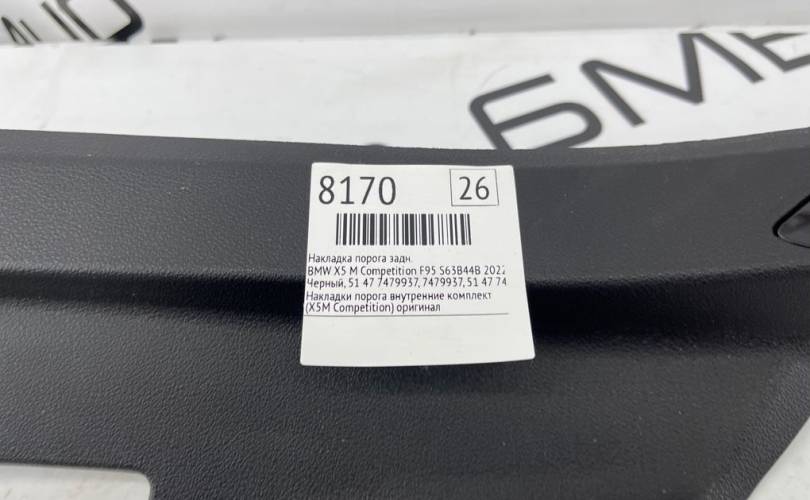 БМВ
8170
26
Накладка порога задн.
BMW X5 M Competition F95 S63B44B 2022
Черный, 51 47 7479937, 7479937, 51 47 74
Накладки порога внутренние комплект
(X5M Competition) оригинал